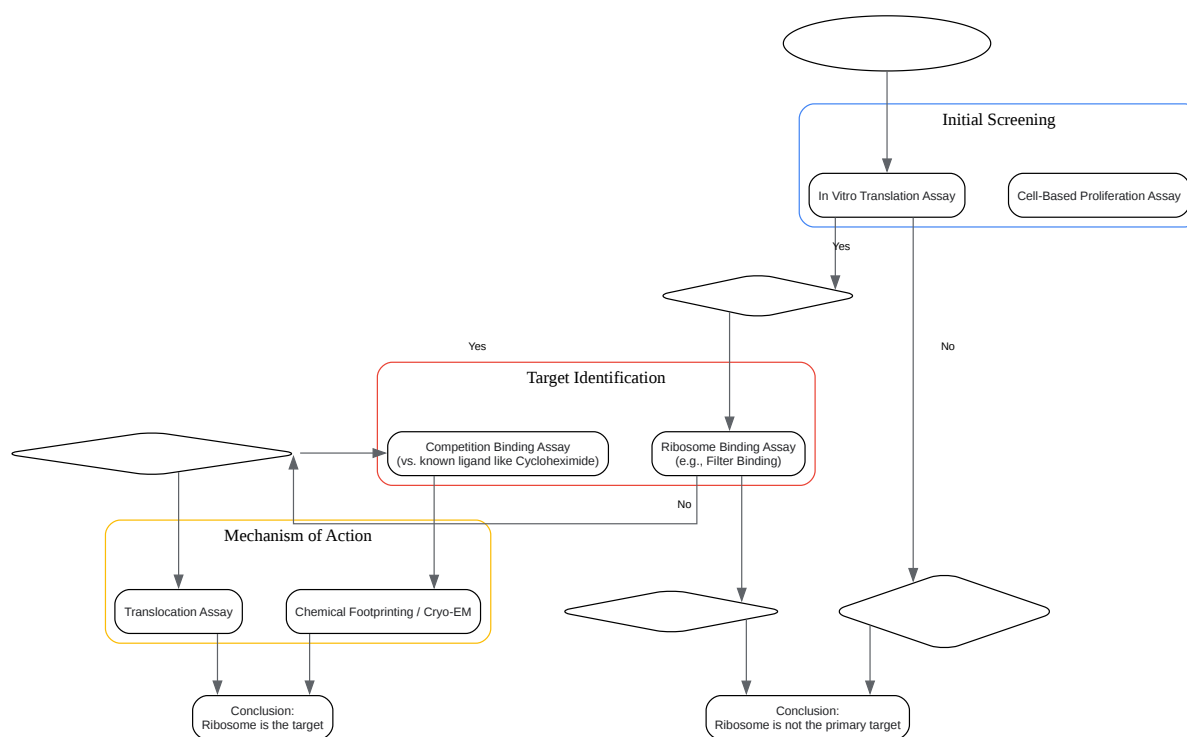 Initial Screening
In Vitro Translation Assay
Cell-Based Proliferation Assay
Yes
Yes
No
Target Identification
Competition Binding Assay
(vs. known ligand like Cycloheximide)
Ribosome Binding Assay
(e.g., Filter Binding)
No
Mechanism of Action
Translocation Assay
Chemical Footprinting / Cryo-EM
Conclusion:
Ribosome is the target
Conclusion:
Ribosome is not the primary target